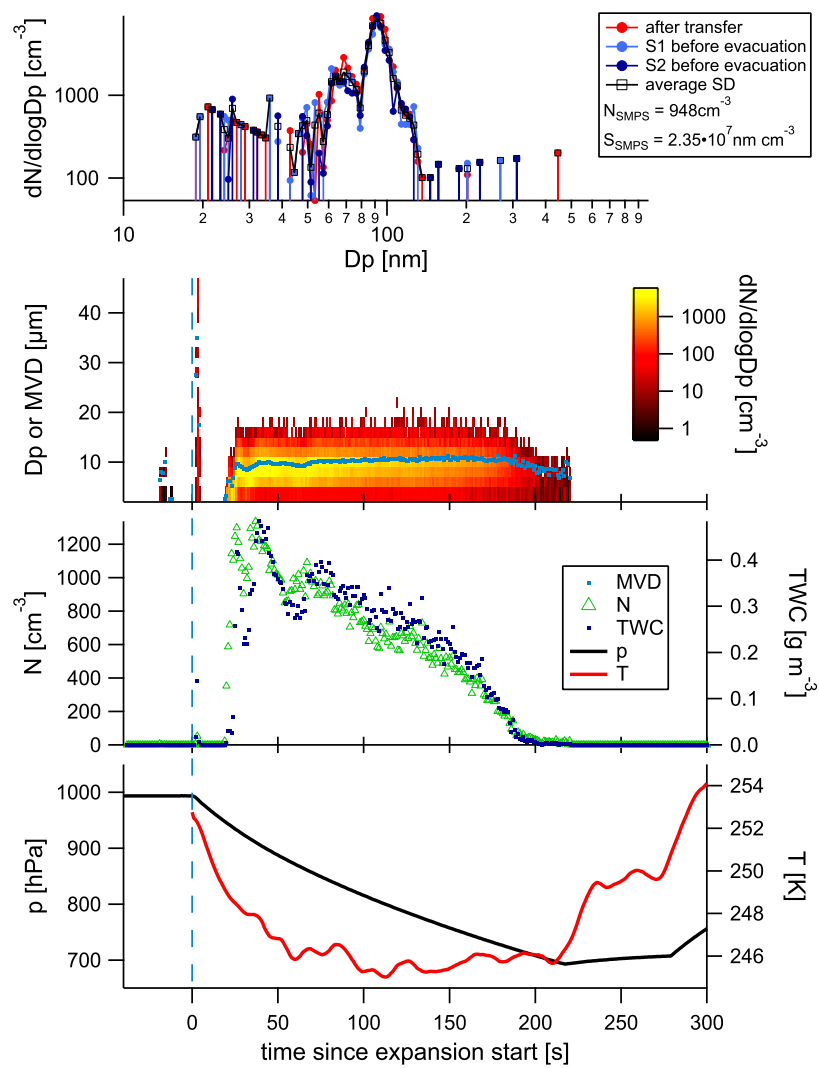 dN/dlogDp [cm-3]
1000
100
after transfer
S1 before evacuation
S2 before evacuation
average SD
NSMPS = 948cm-3
SSMPS = 2.35•10^7nm cm-3
2 3 4 5 6 7 8 9 2 3 4 5 6 7 8 9
10 100
Dp [nm]
Dp or MVD [µm]
40
30
20
10
dN/dlogDp [cm-3]
1000
100
10
1
N [cm-3]
1200
1000
800
600
400
200
0
MVD
N
TWC
p
T
0.4
0.3
0.2
0.1
0.0
TWC [g m-3]
p [hPa]
1000
900
800
700
254
252
250
248
246
T [K]
0 50 100 150 200 250 300
time since expansion start [s]